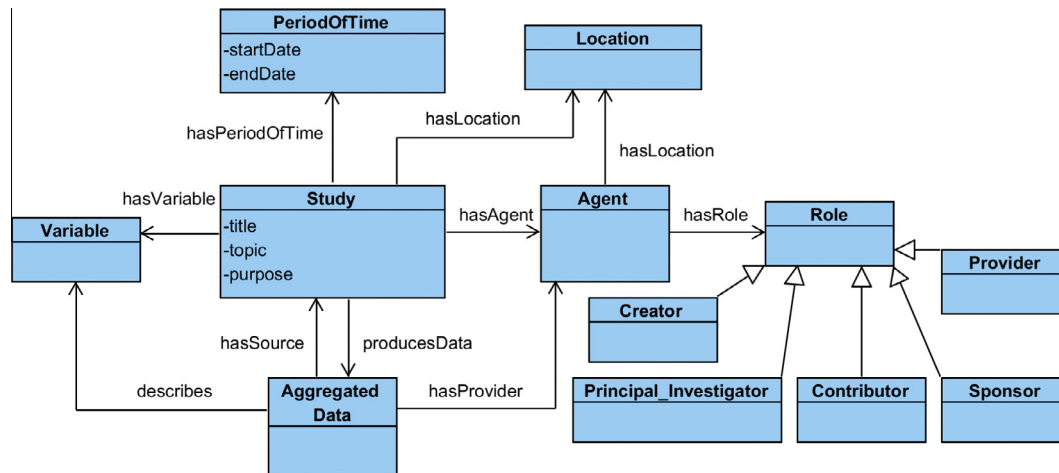 PeriodOfTime
-startDate
-endDate
Location
hasPeriodOfTime
hasLocation
hasLocation
hasVariable
Study
-title
-topic
-purpose
hasAgent
Agent
hasRole
Role
Variable
Provider
Creator
hasSource
producesData
describes
Aggregated
Data
hasProvider
Principal_Investigator
Contributor
Sponsor